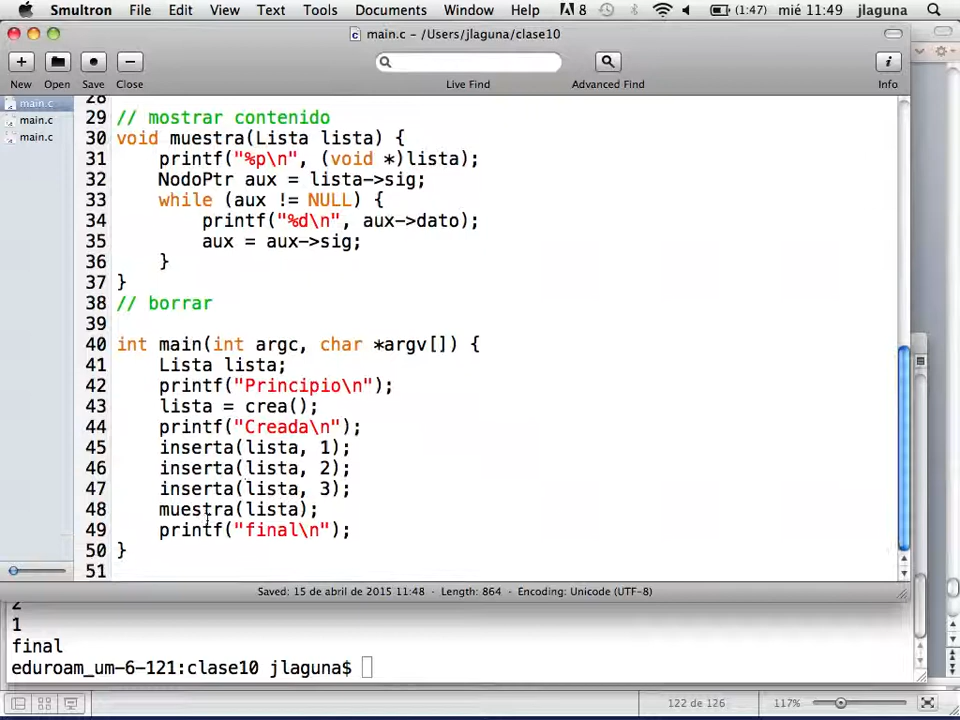 Smultron File Edit View Text Tools Documents Window Help 8 (1:47) mié 11:49 jlaguna
main.c – /Users/jlaguna/clase10
New Open Save Close Live Find Advanced Find Info
main.c
main.c
main.c
28
29 // mostrar contenido
30 void muestra(Lista lista) {
31 printf("%p\n", (void *)lista);
32 NodoPtr aux = lista->sig;
33 while (aux != NULL) {
34 printf("%d\n", aux->dato);
35 aux = aux->sig;
36 }
37 }
38 // borrar
39
40 int main(int argc, char *argv[]) {
41 Lista lista;
42 printf("Principio\n");
43 lista = crea();
44 printf("Creada\n");
45 inserta(lista, 1);
46 inserta(lista, 2);
47 inserta(lista, 3);
48 muestra(lista);
49 printf("final\n");
50 }
51
Saved: 15 de abril de 2015 11:48 • Length: 864 • Encoding: Unicode (UTF-8)
2
1
final
eduroam_um-6-121:clase10 jlaguna$
122 de 126 117%